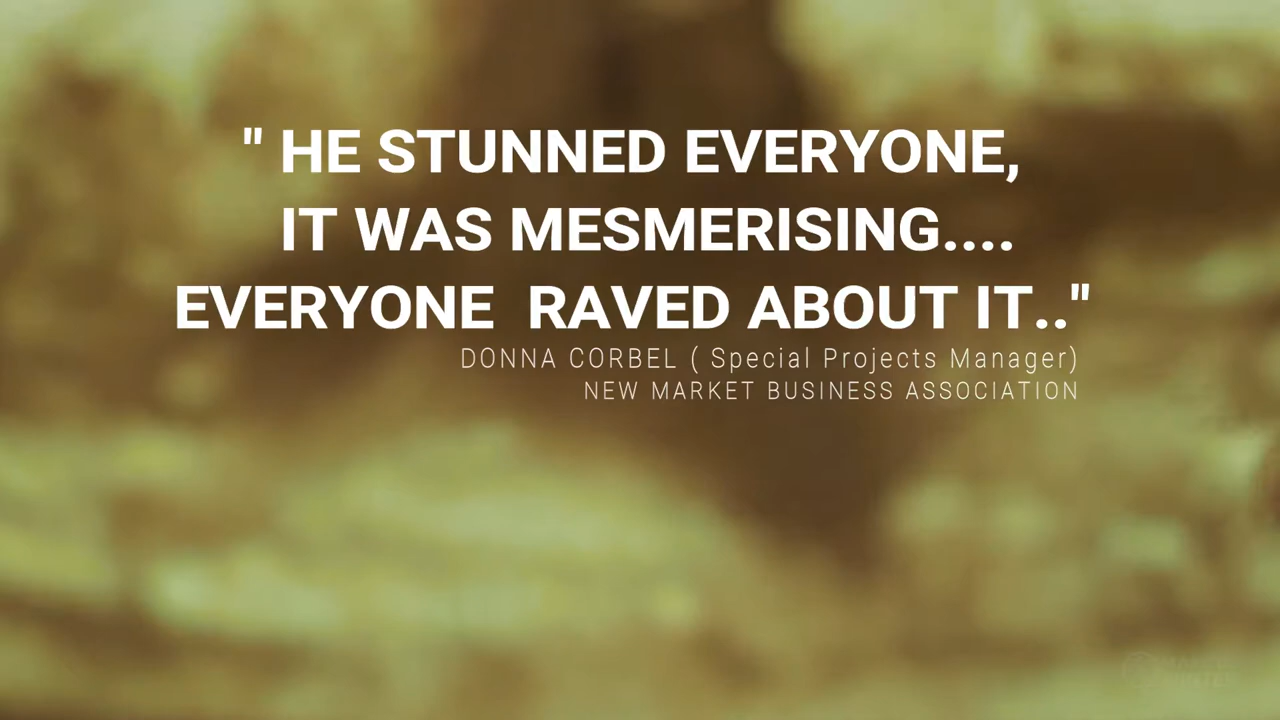 " HE STUNNED EVERYONE,
IT WAS MESMERISING....
EVERYONE  RAVED ABOUT IT.."
DONNA CORBEL ( Special Projects Manager)
NEW MARKET BUSINESS ASSOCIATION